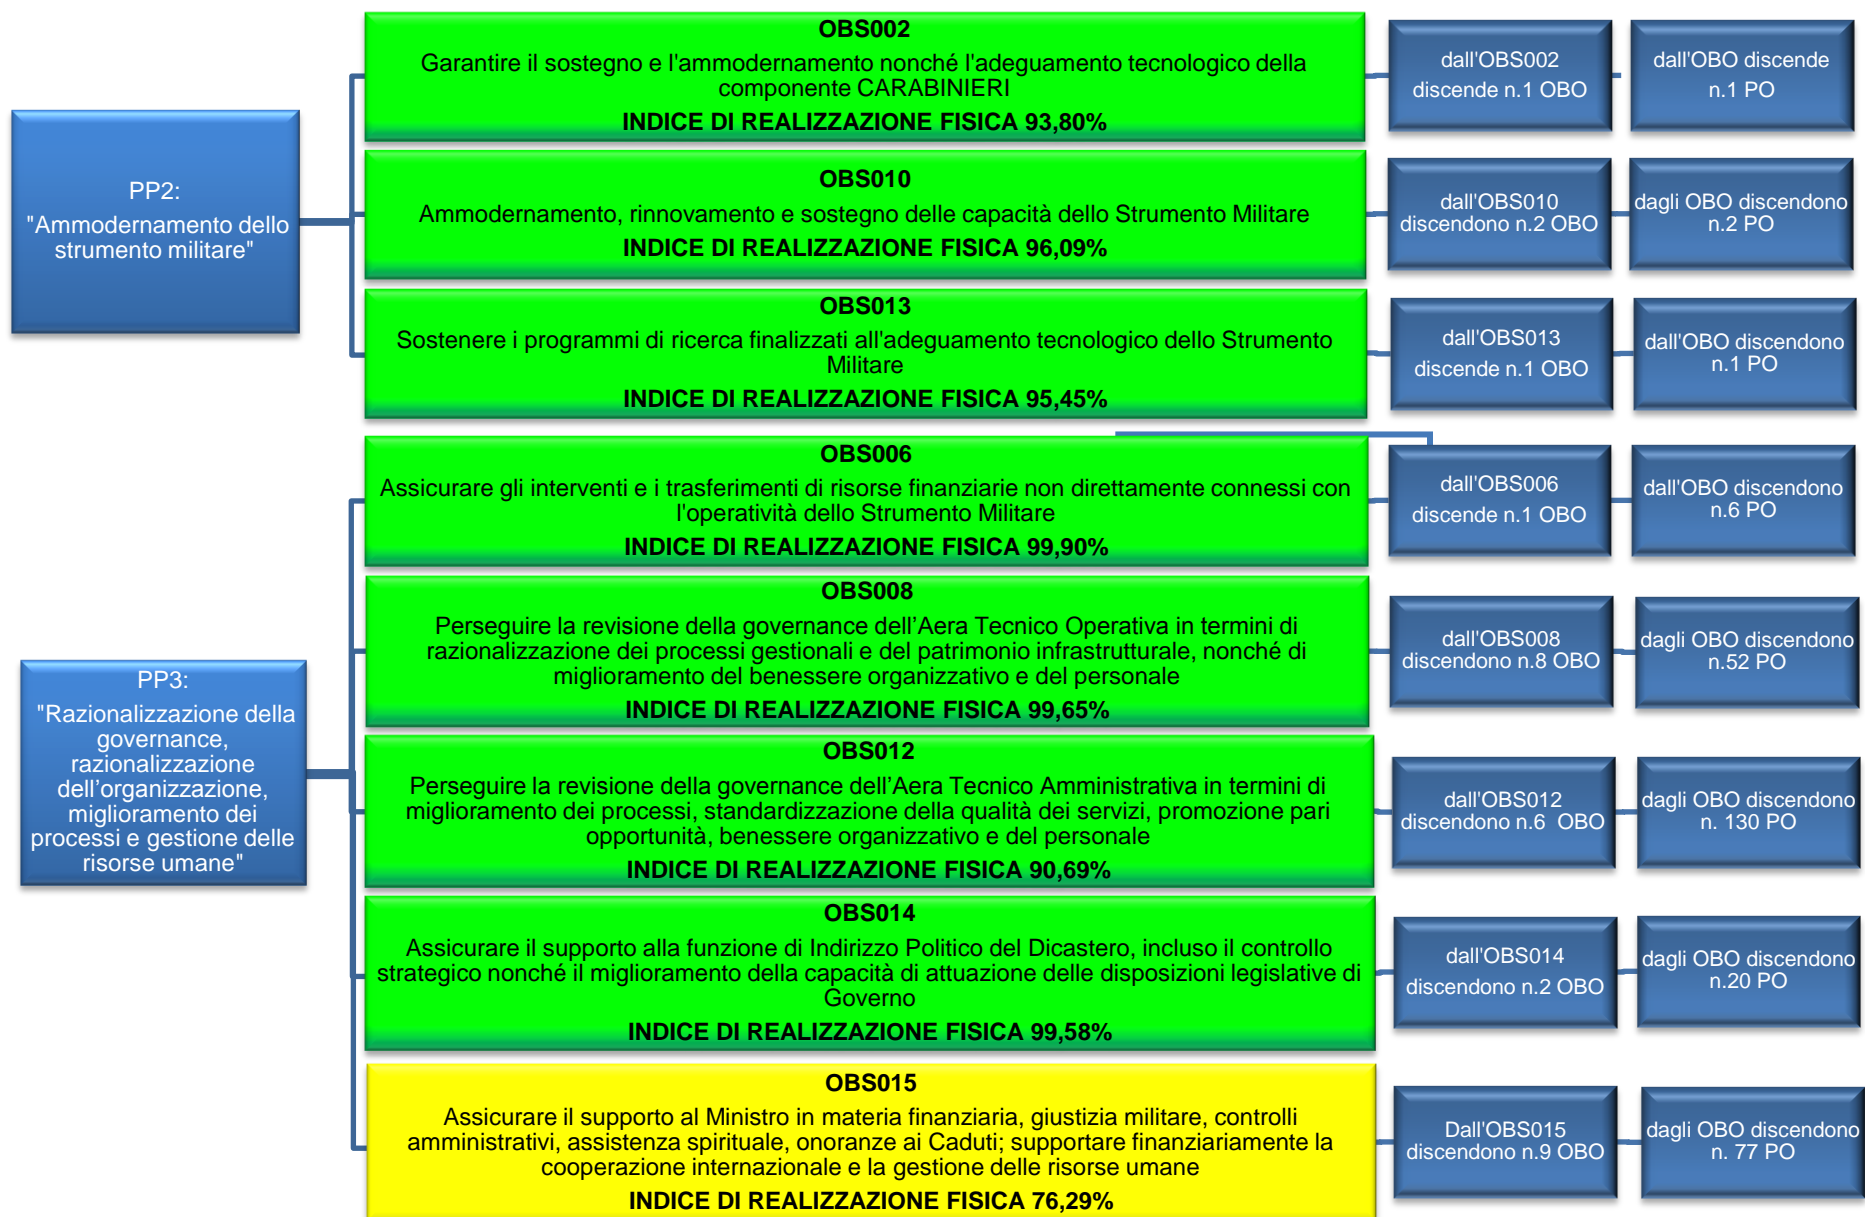 PP2:
"Ammodernamento dello
strumento militare"
OBS002
Garantire il sostegno e l'ammodernamento nonché l'adeguamento tecnologico della
componente CARABINIERI
INDICE DI REALIZZAZIONE FISICA 93,80%
dall'OBS002
discende n.1 OBO
dall'OBO discende
n.1 PO
OBS010
Ammodernamento, rinnovamento e sostegno delle capacità dello Strumento Militare
INDICE DI REALIZZAZIONE FISICA 96,09%
dall'OBS010
discendono n.2 OBO
dagli OBO discendono
n.2 PO
OBS013
Sostenere i programmi di ricerca finalizzati all'adeguamento tecnologico dello Strumento
Militare
INDICE DI REALIZZAZIONE FISICA 95,45%
dall'OBS013
discende n.1 OBO
dall'OBO discendono
n.1 PO
PP3:
"Razionalizzazione della
governance,
razionalizzazione
dell'organizzazione,
miglioramento dei
processi e gestione delle
risorse umane"
OBS006
Assicurare gli interventi e i trasferimenti di risorse finanziarie non direttamente connessi con
l'operatività dello Strumento Militare
INDICE DI REALIZZAZIONE FISICA 99,90%
dall'OBS006
discende n.1 OBO
dall'OBO discendono
n.6 PO
OBS008
Perseguire la revisione della governance dell'Aera Tecnico Operativa in termini di
razionalizzazione dei processi gestionali e del patrimonio infrastrutturale, nonché di
miglioramento del benessere organizzativo e del personale
INDICE DI REALIZZAZIONE FISICA 99,65%
dall'OBS008
discendono n.8 OBO
dagli OBO discendono
n.52 PO
OBS012
Perseguire la revisione della governance dell'Aera Tecnico Amministrativa in termini di
miglioramento dei processi, standardizzazione della qualità dei servizi, promozione pari
opportunità, benessere organizzativo e del personale
INDICE DI REALIZZAZIONE FISICA 90,69%
dall'OBS012
discendono n.6 OBO
dagli OBO discendono
n. 130 PO
OBS014
Assicurare il supporto alla funzione di Indirizzo Politico del Dicastero, incluso il controllo
strategico nonché il miglioramento della capacità di attuazione delle disposizioni legislative di
Governo
INDICE DI REALIZZAZIONE FISICA 99,58%
dall'OBS014
discendono n.2 OBO
dagli OBO discendono
n.20 PO
OBS015
Assicurare il supporto al Ministro in materia finanziaria, giustizia militare, controlli
amministrativi, assistenza spirituale, onoranze ai Caduti; supportare finanziariamente la
cooperazione internazionale e la gestione delle risorse umane
INDICE DI REALIZZAZIONE FISICA 76,29%
Dall'OBS015
discendono n.9 OBO
dagli OBO discendono
n. 77 PO